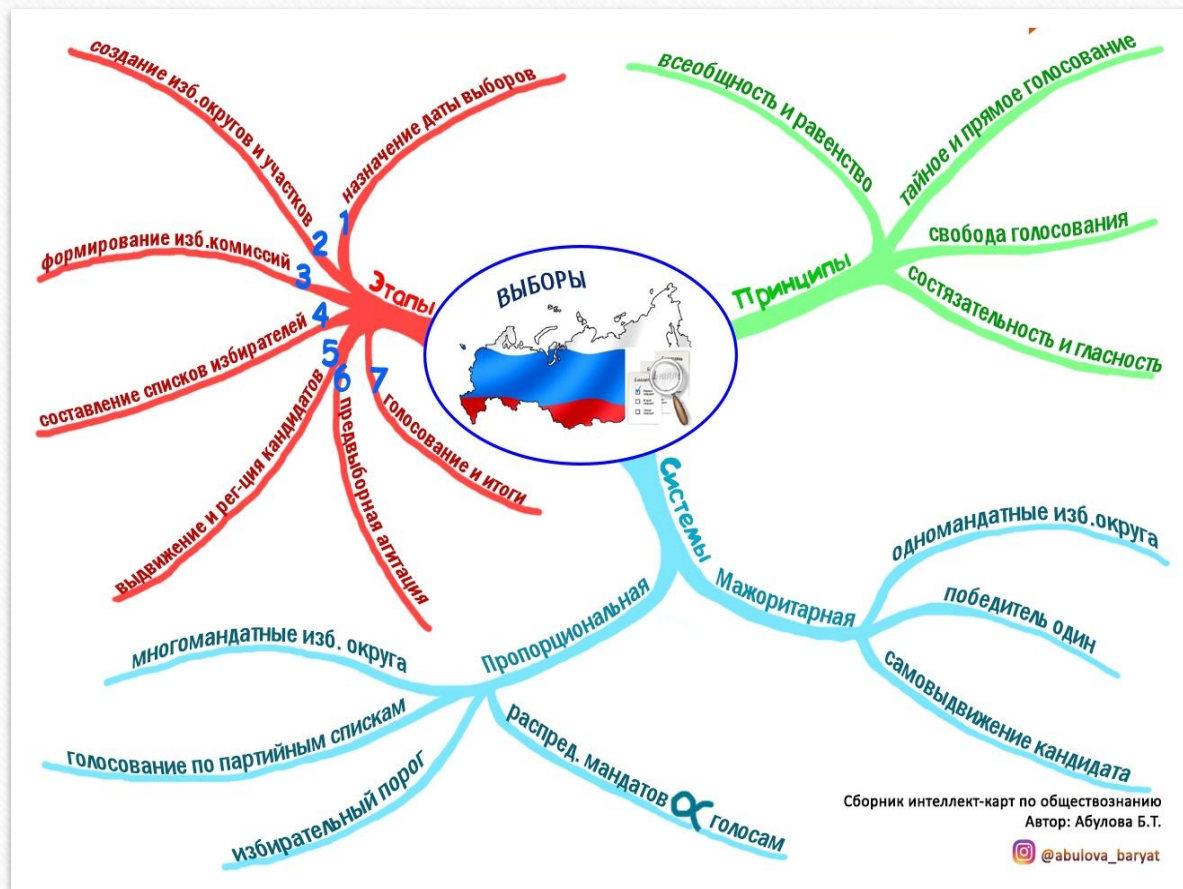 ВЫБОРЫ
Этапы
1
назначение даты выборов
2
создание изб.округов и участков
3
формирование изб.комиссий
4
составление списков избирателей
5
выдвижение и рег-ция кандидатов
6
предвыборная агитация
7
голосование и итоги
Принципы
всеобщность и равенство
тайное и прямое голосование
свобода голосования
состязательность и гласность
Системы
Мажоритарная
одномандатные изб.округа
победитель один
самовыдвижение кандидата
Пропорциональная
многомандатные изб. округа
голосование по партийным спискам
избирательный порог
распред. мандатов ∝ голосам
Сборник интеллект-карт по обществознанию
Автор: Абулова Б.Т.
@abulova_baryat